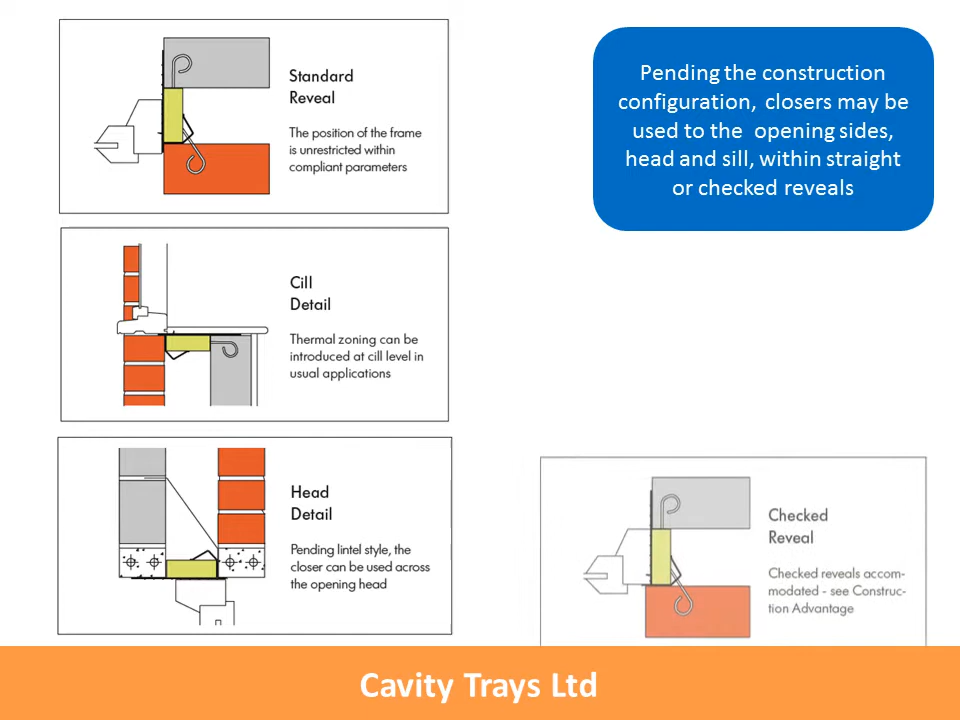 Standard
Reveal
The position of the frame
is unrestricted within
compliant parameters
Pending the construction
configuration, closers may be
used to the opening sides,
head and sill, within straight
or checked reveals
Cill
Detail
Thermal zoning can be
introduced at cill level in
usual applications
Head
Detail
Pending lintel style, the
closer can be used across
the opening head
Checked
Reveal
Checked reveals accom-
modated - see Construc-
tion Advantage
Cavity Trays Ltd